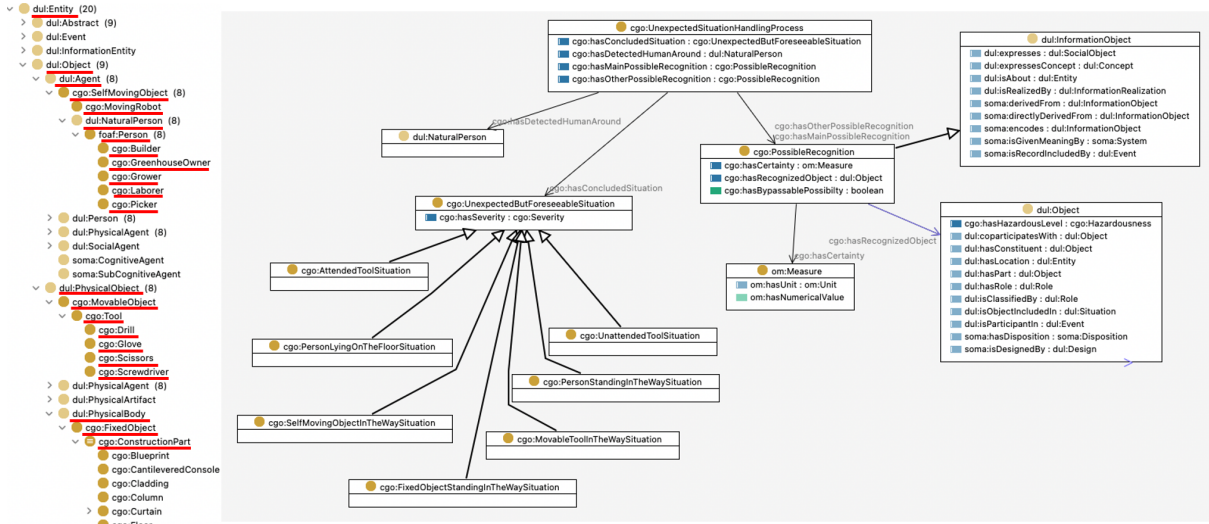 dul:Entity (20)
dul:Abstract (9)
dul:Event
dul:InformationEntity
dul:Object (9)
dul:Agent (8)
cgo:SelfMovingObject (8)
cgo:MovingRobot
dul:NaturalPerson (8)
foaf:Person (8)
cgo:Builder
cgo:GreenhouseOwner
cgo:Grower
cgo:Laborer
cgo:Picker
dul:Person (8)
dul:PhysicalAgent (8)
dul:SocialAgent
soma:CognitiveAgent
soma:SubCognitiveAgent
dul:PhysicalObject (8)
cgo:MovableObject
cgo:Tool
cgo:Drill
cgo:Glove
cgo:Scissors
cgo:Screwdriver
dul:PhysicalAgent (8)
dul:PhysicalArtifact
dul:PhysicalBody
cgo:FixedObject
cgo:ConstructionPart
cgo:Blueprint
cgo:CantileveredConsole
cgo:Cladding
cgo:Column
cgo:Curtain
cgo:UnexpectedSituationHandlingProcess
cgo:hasConcludedSituation : cgo:UnexpectedButForeseeableSituation
cgo:hasDetectedHumanAround : dul:NaturalPerson
cgo:hasMainPossibleRecognition : cgo:PossibleRecognition
cgo:hasOtherPossibleRecognition : cgo:PossibleRecognition
dul:InformationObject
dul:expresses : dul:SocialObject
dul:expressesConcept : dul:Concept
dul:isAbout : dul:Entity
dul:isRealizedBy : dul:InformationRealization
soma:derivedFrom : dul:InformationObject
soma:directlyDerivedFrom : dul:InformationObject
soma:encodes : dul:InformationObject
soma:isGivenMeaningBy : soma:System
soma:isRecordIncludedBy : dul:Event
cgo:hasDetectedHumanAround
cgo:hasOtherPossibleRecognition
cgo:hasMainPossibleRecognition
dul:NaturalPerson
cgo:PossibleRecognition
cgo:hasCertainty : om:Measure
cgo:hasRecognizedObject : dul:Object
cgo:hasBypassablePossibilty : boolean
cgo:hasConcludedSituation
cgo:UnexpectedButForeseeableSituation
cgo:hasSeverity : cgo:Severity
cgo:hasRecognizedObject
cgo:hasCertainty
dul:Object
cgo:hasHazardousLevel : cgo:Hazardousness
dul:coparticipatesWith : dul:Object
dul:hasConstituent : dul:Object
dul:hasLocation : dul:Entity
dul:hasPart : dul:Object
dul:hasRole : dul:Role
dul:isClassifiedBy : dul:Role
dul:isObjectIncludedIn : dul:Situation
dul:isParticipantIn : dul:Event
soma:hasDisposition : soma:Disposition
soma:isDesignedBy : dul:Design
om:Measure
om:hasUnit : om:Unit
om:hasNumericalValue
cgo:AttendedToolSituation
cgo:UnattendedToolSituation
cgo:PersonLyingOnTheFloorSituation
cgo:PersonStandingInTheWaySituation
cgo:SelfMovingObjectInTheWaySituation
cgo:MovableToolInTheWaySituation
cgo:FixedObjectStandingInTheWaySituation